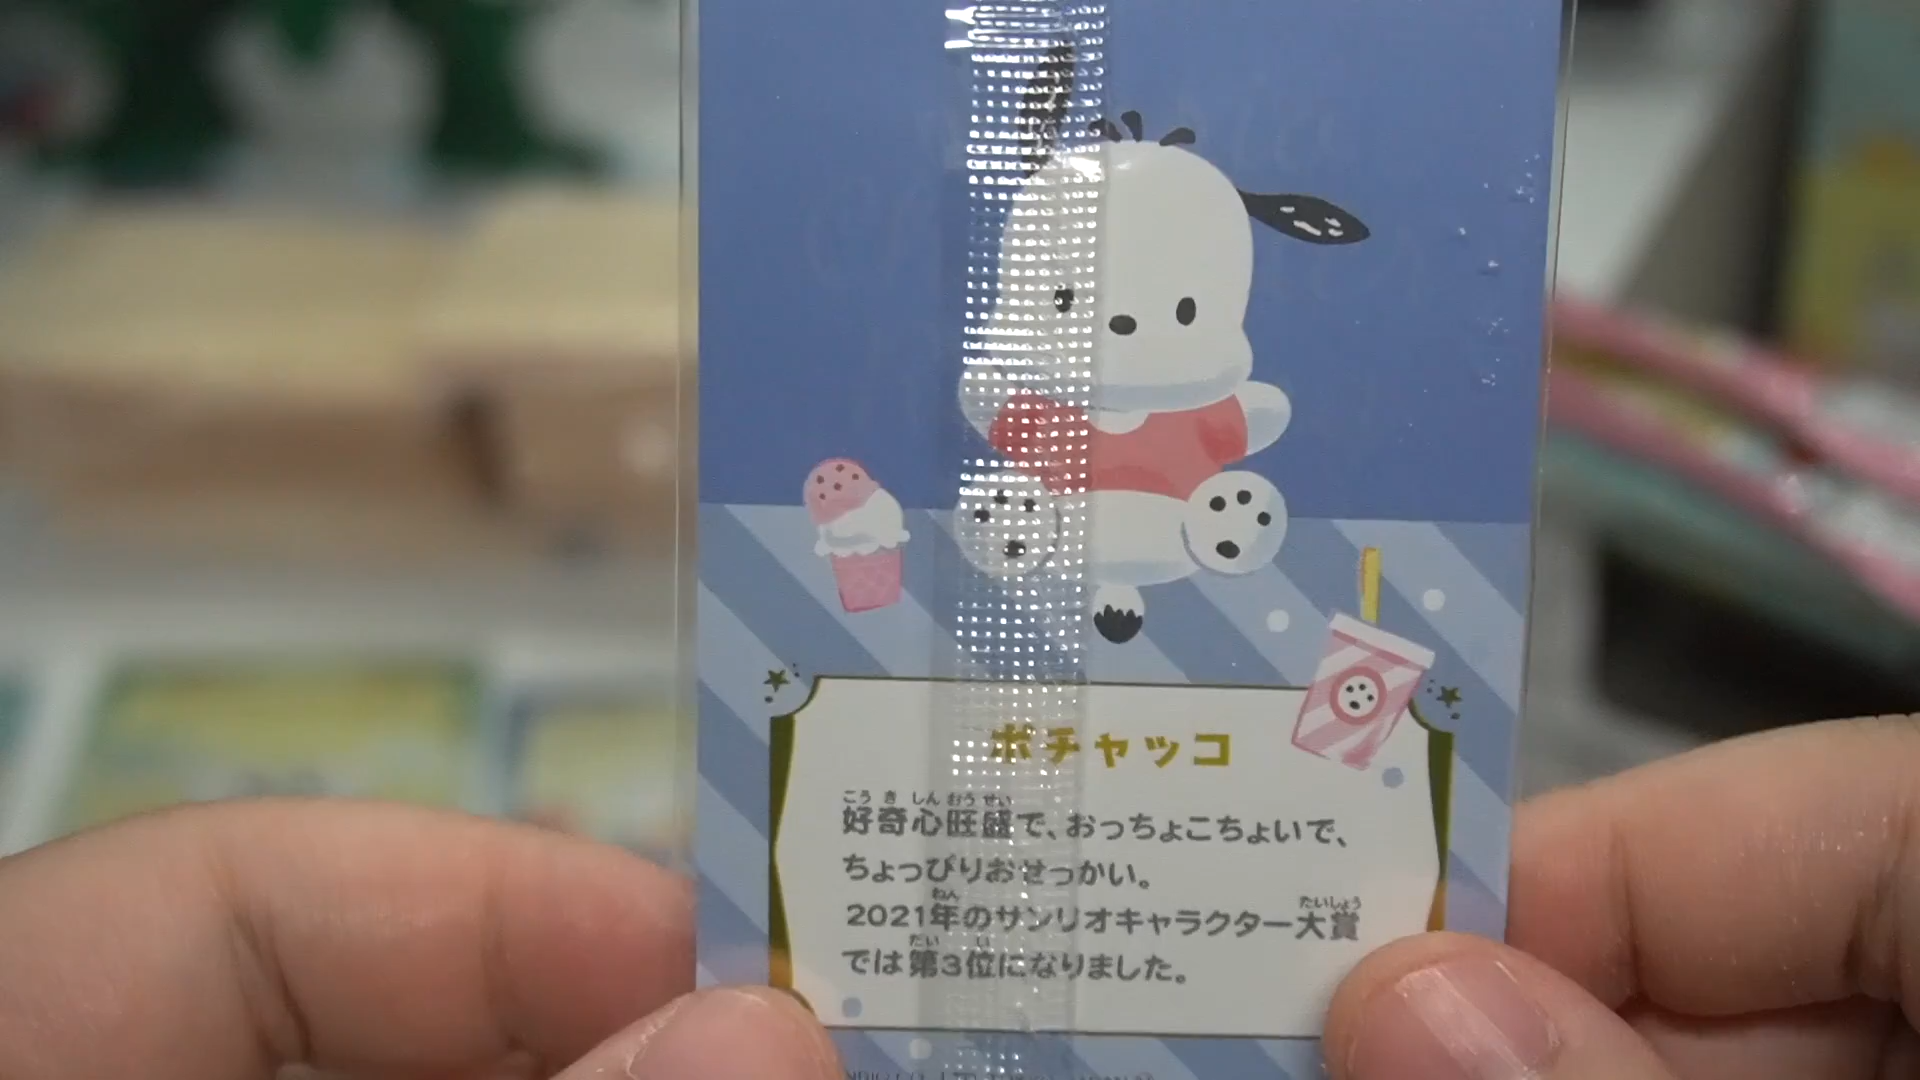 ポチャッコ
好奇心旺盛で、おっちょこちょいで、
ちょっぴりおせっかい。
2021年のサンリオキャラクター大賞
では第3位になりました。